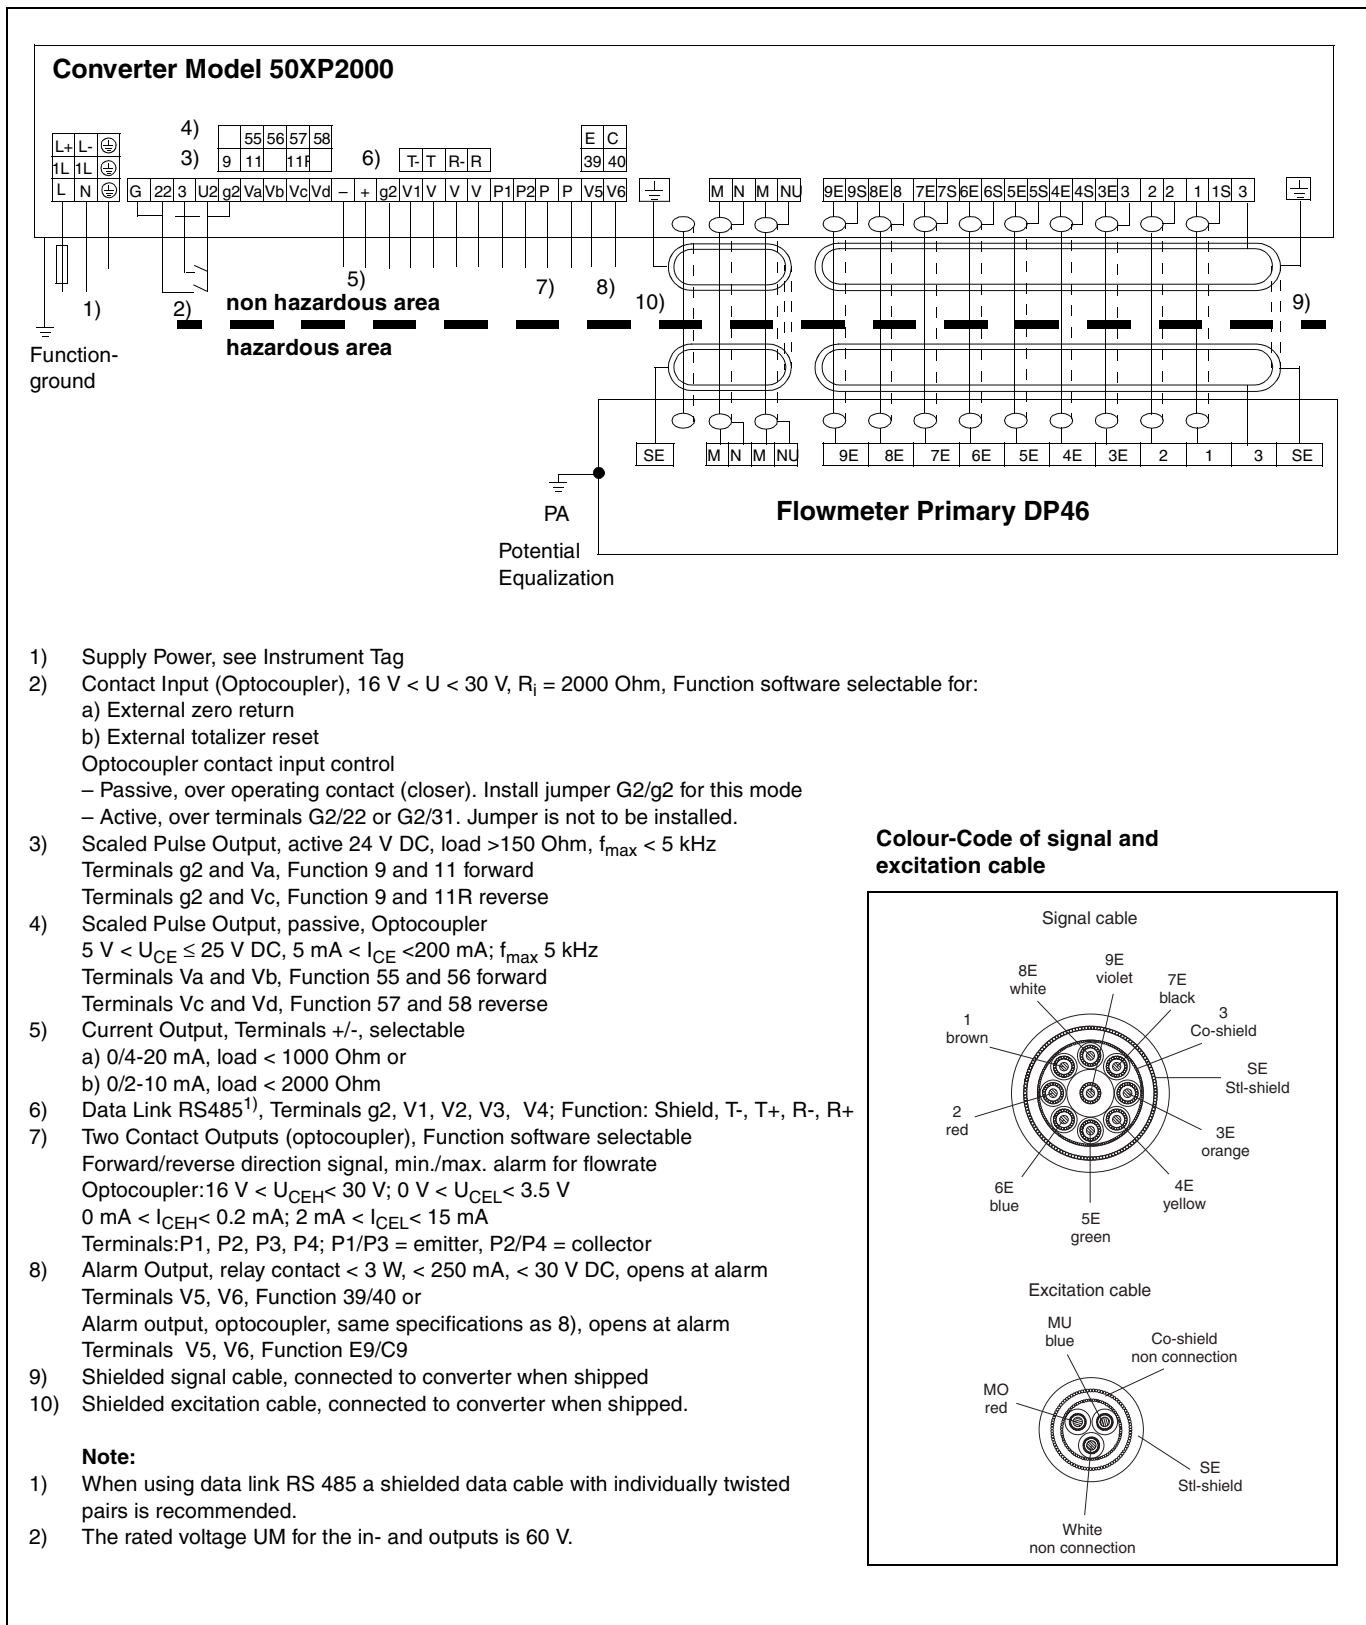 Converter Model 50XP2000
4) 55 56 57 58 E C
L+ L-
3) 9 11 11F 6) T- T R- R 39 40
1L 1L
L N G 22 3 U2 g2 Va Vb Vc Vd – + g2 V1 V V V P1 P2 P P V5 V6 M N M NU 9E 9S 8E 8 7E 7S 6E 6S 5E 5S 4E 4S 3E 3 2 2 1 1S 3
1) 2) 5) 7) 8) 10) 9)
non hazardous area
hazardous area
Function-
ground
SE M N M NU 9E 8E 7E 6E 5E 4E 3E 2 1 3 SE
PA
Flowmeter Primary DP46
Potential
Equalization
1) Supply Power, see Instrument Tag
2) Contact Input (Optocoupler), 16 V < U < 30 V, Ri = 2000 Ohm, Function software selectable for:
a) External zero return
b) External totalizer reset
Optocoupler contact input control
– Passive, over operating contact (closer). Install jumper G2/g2 for this mode
– Active, over terminals G2/22 or G2/31. Jumper is not to be installed.
3) Scaled Pulse Output, active 24 V DC, load >150 Ohm, fmax < 5 kHz
Terminals g2 and Va, Function 9 and 11 forward
Terminals g2 and Vc, Function 9 and 11R reverse
4) Scaled Pulse Output, passive, Optocoupler
5 V < UCE ≤ 25 V DC, 5 mA < ICE <200 mA; fmax 5 kHz
Terminals Va and Vb, Function 55 and 56 forward
Terminals Vc and Vd, Function 57 and 58 reverse
5) Current Output, Terminals +/-, selectable
a) 0/4-20 mA, load < 1000 Ohm or
b) 0/2-10 mA, load < 2000 Ohm
6) Data Link RS485 1), Terminals g2, V1, V2, V3, V4; Function: Shield, T-, T+, R-, R+
7) Two Contact Outputs (optocoupler), Function software selectable
Forward/reverse direction signal, min./max. alarm for flowrate
Optocoupler:16 V < UCEH< 30 V; 0 V < UCEL< 3.5 V
0 mA < ICEH< 0.2 mA; 2 mA < ICEL< 15 mA
Terminals:P1, P2, P3, P4; P1/P3 = emitter, P2/P4 = collector
8) Alarm Output, relay contact < 3 W, < 250 mA, < 30 V DC, opens at alarm
Terminals V5, V6, Function 39/40 or
Alarm output, optocoupler, same specifications as 8), opens at alarm
Terminals V5, V6, Function E9/C9
9) Shielded signal cable, connected to converter when shipped
10) Shielded excitation cable, connected to converter when shipped.
Note:
1) When using data link RS 485 a shielded data cable with individually twisted
pairs is recommended.
2) The rated voltage UM for the in- and outputs is 60 V.
Colour-Code of signal and
excitation cable
Signal cable
9E
violet
8E
white
7E
black
1
brown
3
Co-shield
SE
Stl-shield
2
red
3E
orange
6E
blue
4E
yellow
5E
green
Excitation cable
MU
blue
Co-shield
non connection
MO
red
SE
Stl-shield
White
non connection